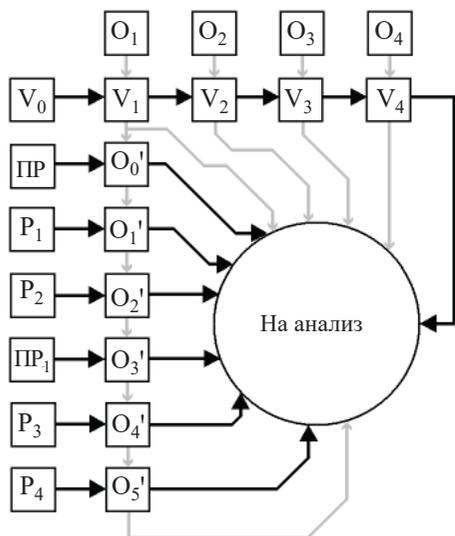 O₁ O₂ O₃ O₄
V₀ V₁ V₂ V₃ V₄
ПР O₀'
P₁ O₁'
P₂ O₂'
На анализ
ПР₋₁ O₃'
P₃ O₄'
P₄ O₅'